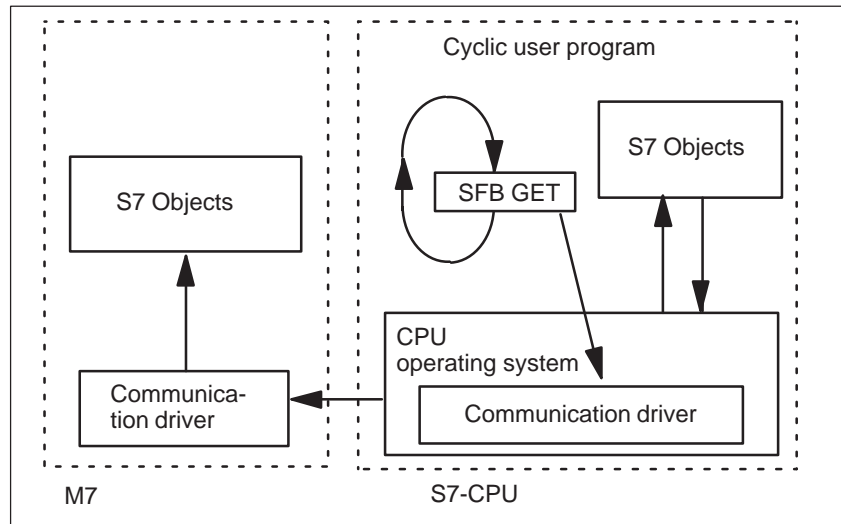 Cyclic user program
S7 Objects
S7 Objects
SFB GET
CPU
operating system
Communica-
tion driver
Communication driver
M7
S7-CPU